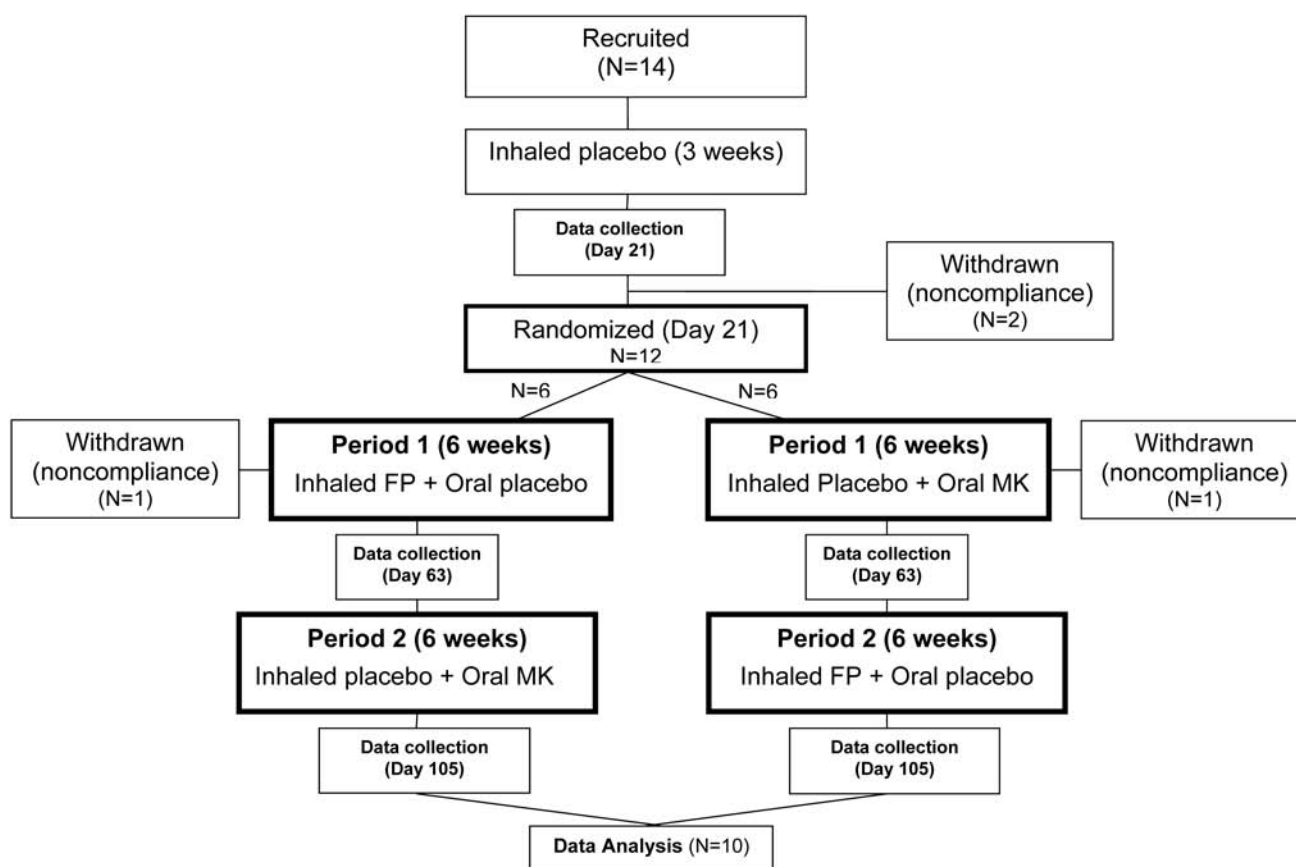 Recruited
(N=14)
Inhaled placebo (3 weeks)
Data collection
(Day 21)
Withdrawn
(noncompliance)
(N=2)
Randomized (Day 21)
N=12
N=6
N=6
Withdrawn
(noncompliance)
(N=1)
Period 1 (6 weeks)
Inhaled FP + Oral placebo
Period 1 (6 weeks)
Inhaled Placebo + Oral MK
Withdrawn
(noncompliance)
(N=1)
Data collection
(Day 63)
Data collection
(Day 63)
Period 2 (6 weeks)
Inhaled placebo + Oral MK
Period 2 (6 weeks)
Inhaled FP + Oral placebo
Data collection
(Day 105)
Data collection
(Day 105)
Data Analysis (N=10)